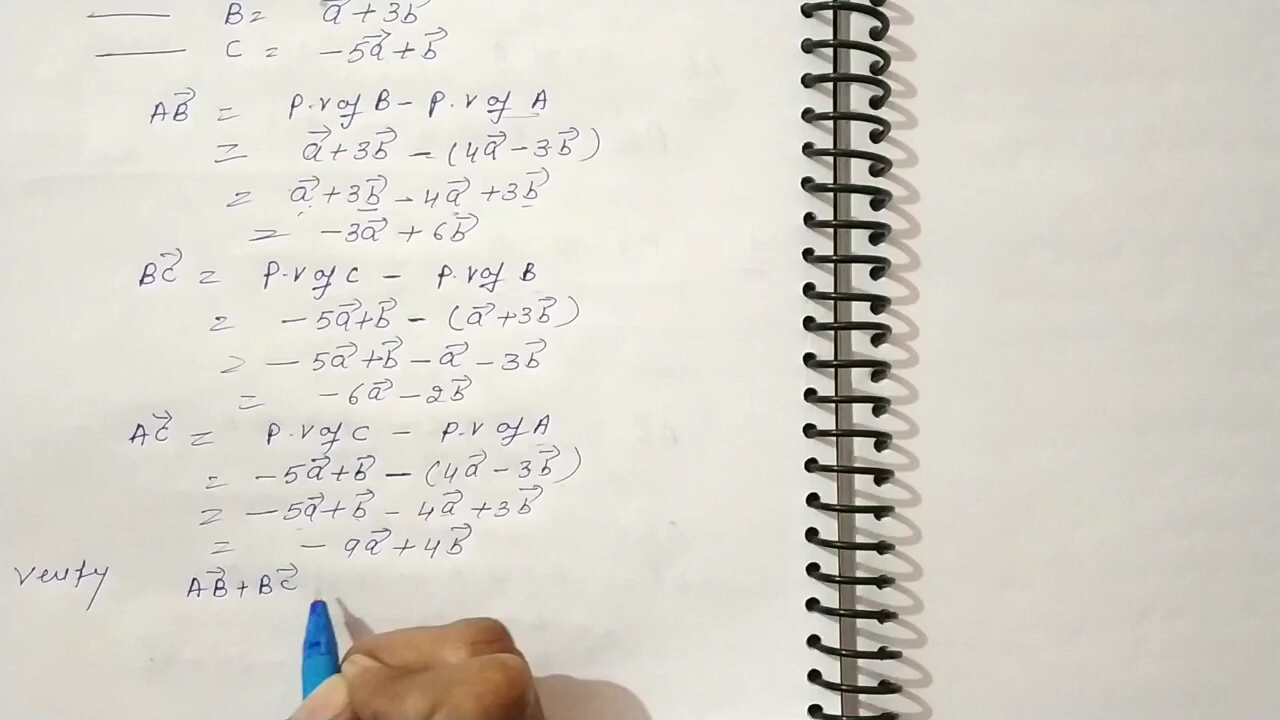 B = a⃗ + 3b⃗
C = -5a⃗ + b⃗
AB⃗ = P.v of B - P.v of A
= a⃗ + 3b⃗ - (4a⃗ - 3b⃗)
= a⃗ + 3b⃗ - 4a⃗ + 3b⃗
= -3a⃗ + 6b⃗
BC⃗ = P.v of C - P.v of B
= -5a⃗ + b⃗ - (a⃗ + 3b⃗)
= -5a⃗ + b⃗ - a⃗ - 3b⃗
= -6a⃗ - 2b⃗
AC⃗ = P.v of C - P.v of A
= -5a⃗ + b⃗ - (4a⃗ - 3b⃗)
= -5a⃗ + b⃗ - 4a⃗ + 3b⃗
= -9a⃗ + 4b⃗
Verify AB⃗ + BC⃗